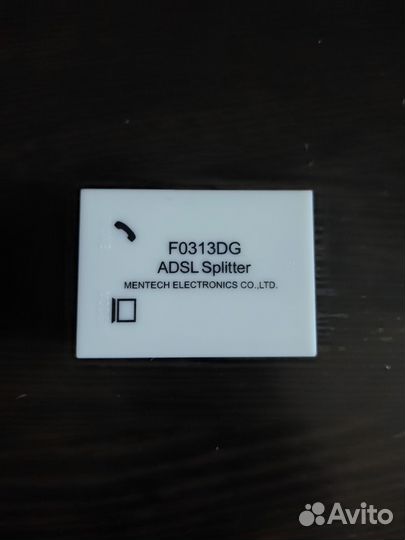 F0313DG
ADSL Splitter
MENTECH ELECTRONICS CO.,LTD.
Avito